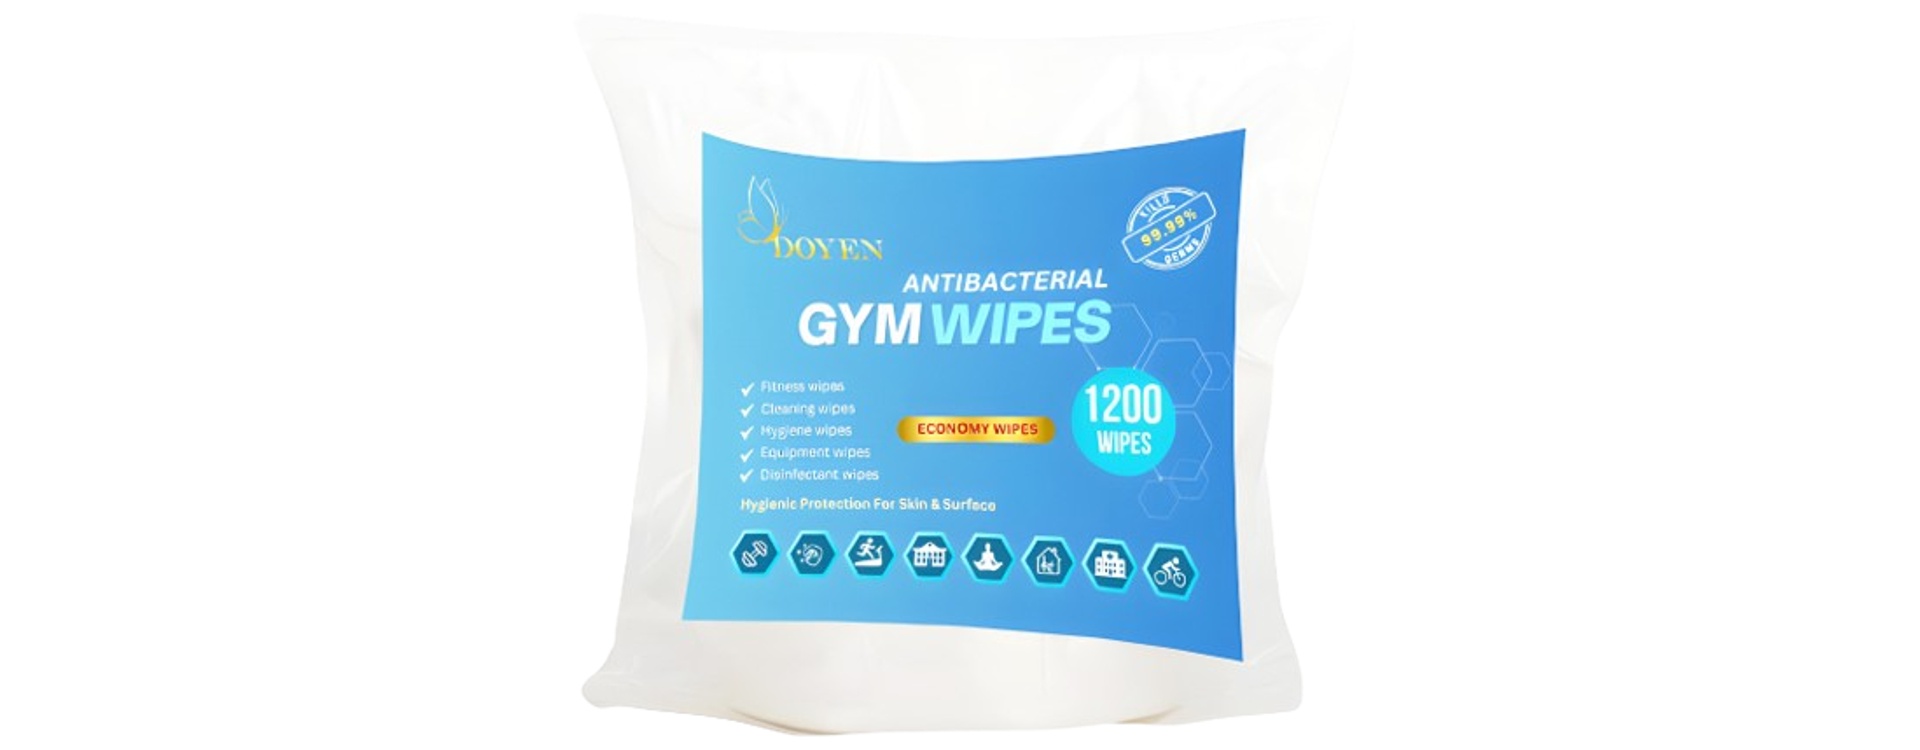 DOYEN
KILLS
99.99%
GERMS
ANTIBACTERIAL
GYM WIPES
Fitness wipes
Cleaning wipes
Hygiene wipes
Equipment wipes
Disinfectant wipes
ECONOMY WIPES
1200
WIPES
Hygienic Protection For Skin & Surface